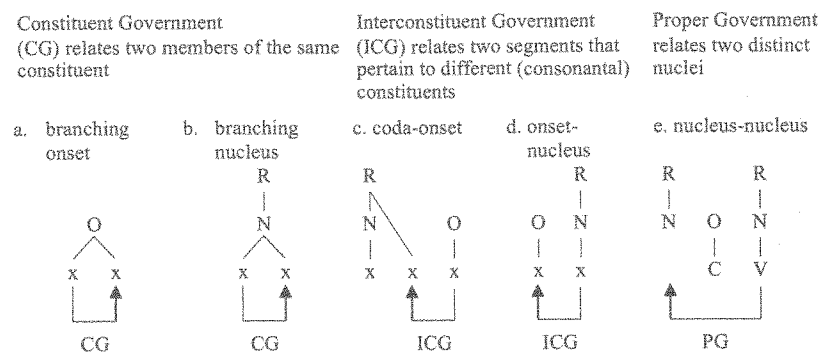 Constituent Government
(CG) relates two members of the same
constituent
Interconstituent Government
(ICG) relates two segments that
pertain to different (consonantal)
constituents
Proper Government
relates two distinct
nuclei
a. branching
onset
b. branching
nucleus
c. coda-onset
d. onset-
nucleus
e. nucleus-nucleus
R R R R R
O N N O O N N O N
x x x x x x x x x C V
CG CG ICG ICG PG